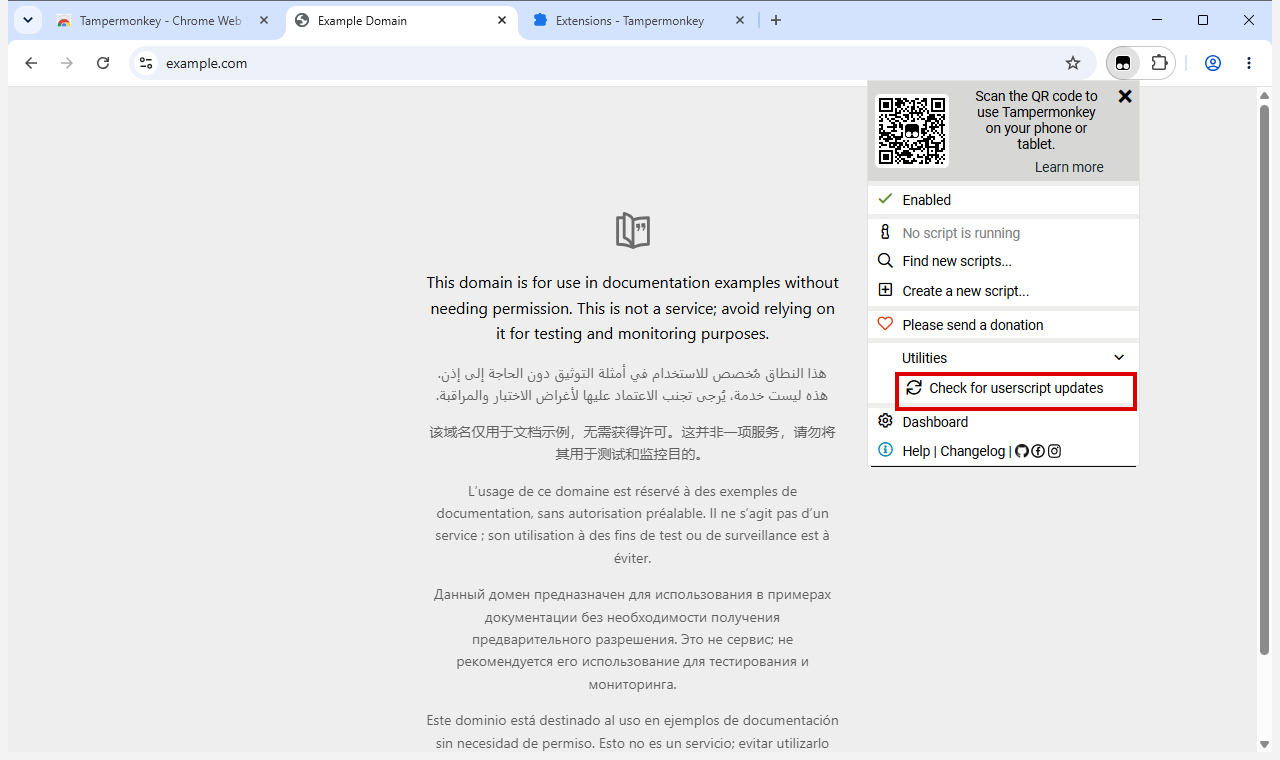 Tampermonkey - Chrome Web
Example Domain
Extensions - Tampermonkey
example.com
Scan the QR code to
use Tampermonkey
on your phone or
tablet.
Learn more
Enabled
No script is running
Find new scripts...
Create a new script...
Please send a donation
Utilities
Check for userscript updates
Dashboard
Help | Changelog |
This domain is for use in documentation examples without
needing permission. This is not a service; avoid relying on
it for testing and monitoring purposes.
هذا النطاق مُخصص للاستخدام في أمثلة التوثيق دون الحاجة إلى إذن.
هذه ليست خدمة، يُرجى تجنب الاعتماد عليها لأغراض الاختبار والمراقبة.
该域名仅用于文档示例，无需获得许可。这并非一项服务，请勿将
其用于测试和监控目的。
L’usage de ce domaine est réservé à des exemples de
documentation, sans autorisation préalable. Il ne s’agit pas d’un
service ; son utilisation à des fins de test ou de surveillance est à
éviter.
Данный домен предназначен для использования в примерах
документации без необходимости получения
предварительного разрешения. Это не сервис; не
рекомендуется его использование для тестирования и
мониторинга.
Este dominio está destinado al uso en ejemplos de documentación
sin necesidad de permiso. Esto no es un servicio; evitar utilizarlo